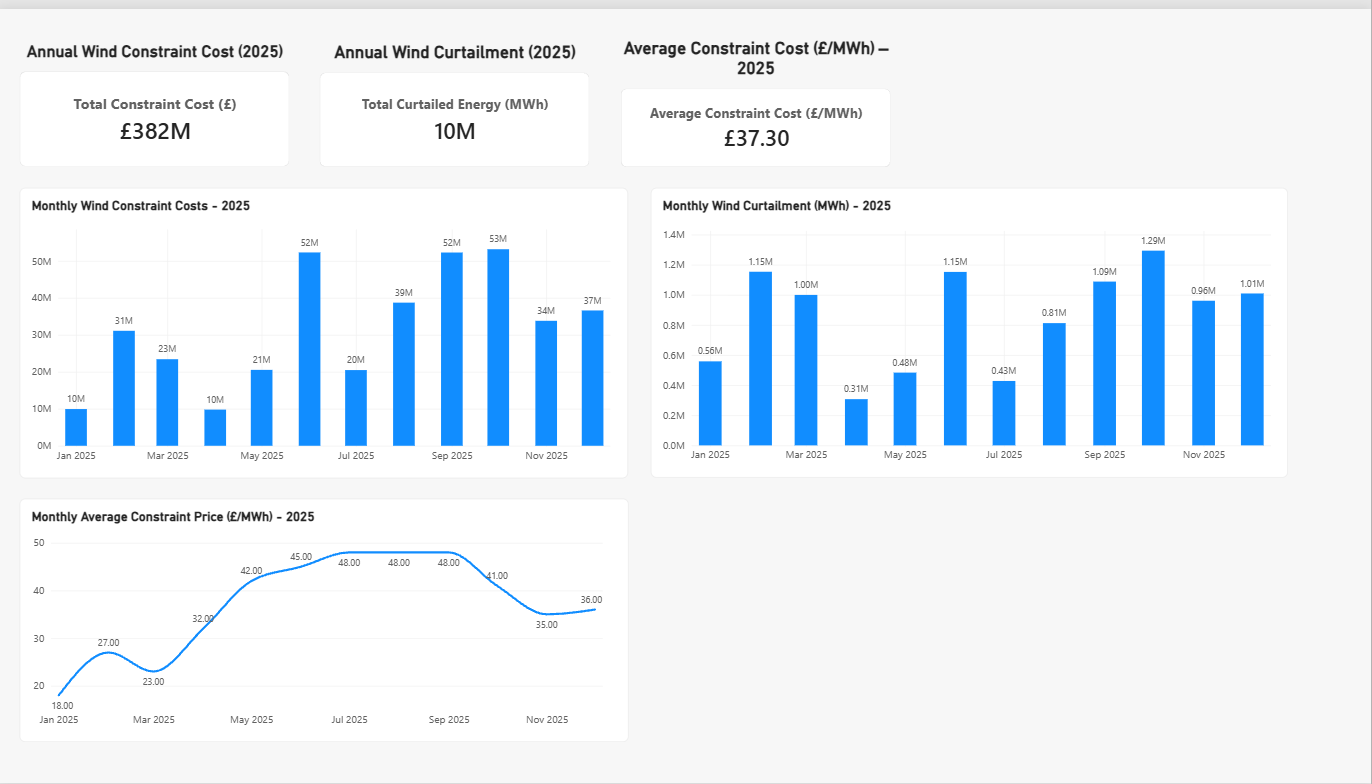 Annual Wind Constraint Cost (2025)
Annual Wind Curtailment (2025)
Average Constraint Cost (£/MWh) –
2025
Total Constraint Cost (£)
£382M
Total Curtailed Energy (MWh)
10M
Average Constraint Cost (£/MWh)
£37.30
Monthly Wind Constraint Costs - 2025
50M
40M
30M
20M
10M
0M
10M
31M
23M
10M
21M
52M
20M
39M
52M
53M
34M
37M
Jan 2025
Mar 2025
May 2025
Jul 2025
Sep 2025
Nov 2025
Monthly Wind Curtailment (MWh) - 2025
1.4M
1.2M
1.0M
0.8M
0.6M
0.4M
0.2M
0.0M
0.56M
1.15M
1.00M
0.31M
0.48M
1.15M
0.43M
0.81M
1.09M
1.29M
0.96M
1.01M
Jan 2025
Mar 2025
May 2025
Jul 2025
Sep 2025
Nov 2025
Monthly Average Constraint Price (£/MWh) - 2025
50
40
30
20
18.00
27.00
23.00
32.00
42.00
45.00
48.00
48.00
48.00
41.00
35.00
36.00
Jan 2025
Mar 2025
May 2025
Jul 2025
Sep 2025
Nov 2025